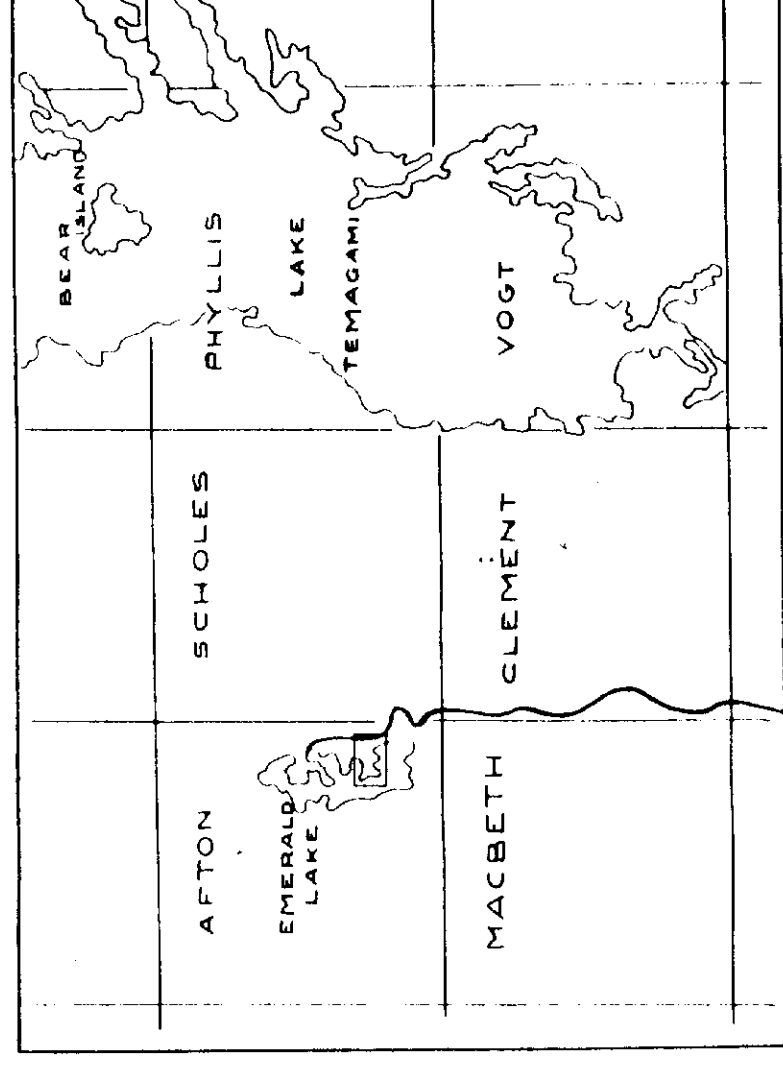 BEAR
ISLAND
PHYLLIS
LAKE
TEMAGAMI
VOGT
SCHOLES
CLEMENT
AFTON
EMERALD
LAKE
MACBETH